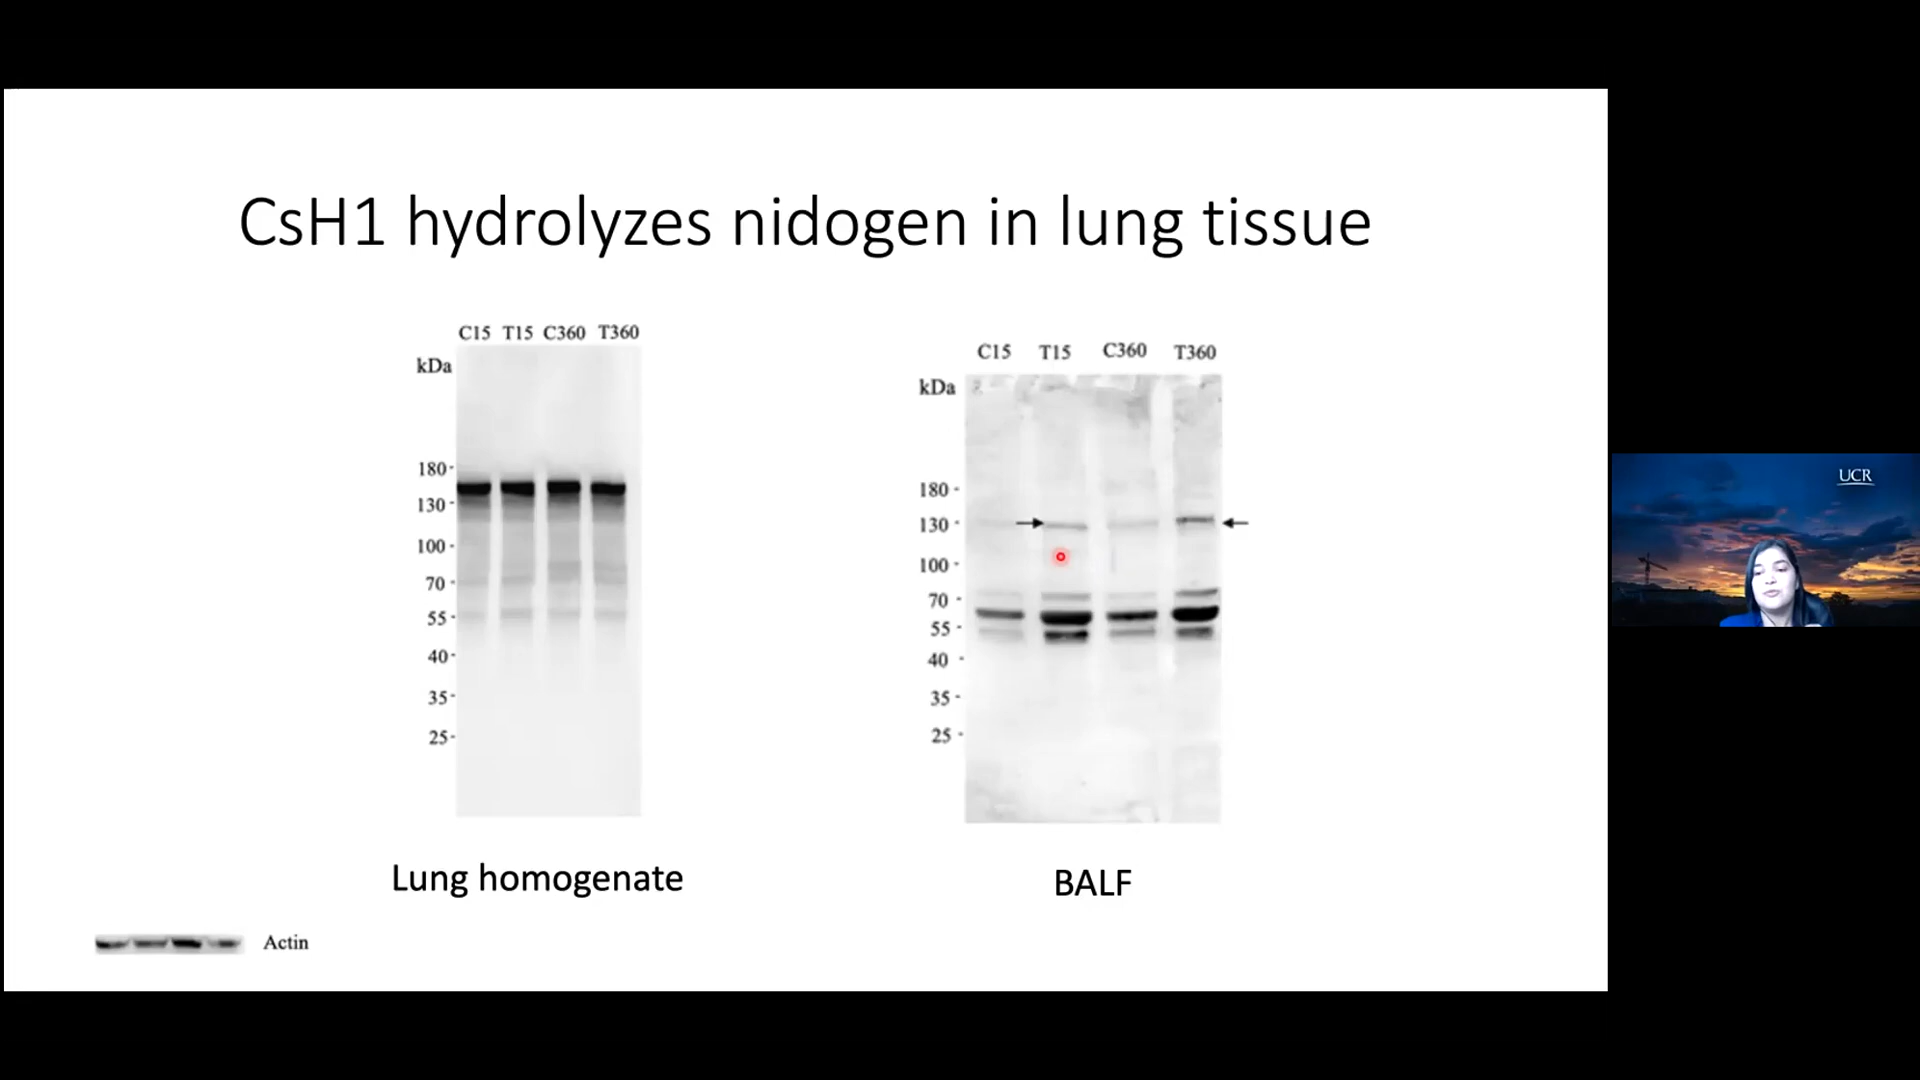 CsH1 hydrolyzes nidogen in lung tissue
C15 T15 C360 T360
kDa
180-
130-
100-
70-
55-
40-
35-
25-
Lung homogenate
C15 T15 C360 T360
kDa
180-
130-
100-
70-
55-
40-
35-
25-
BALF
Actin
UCR